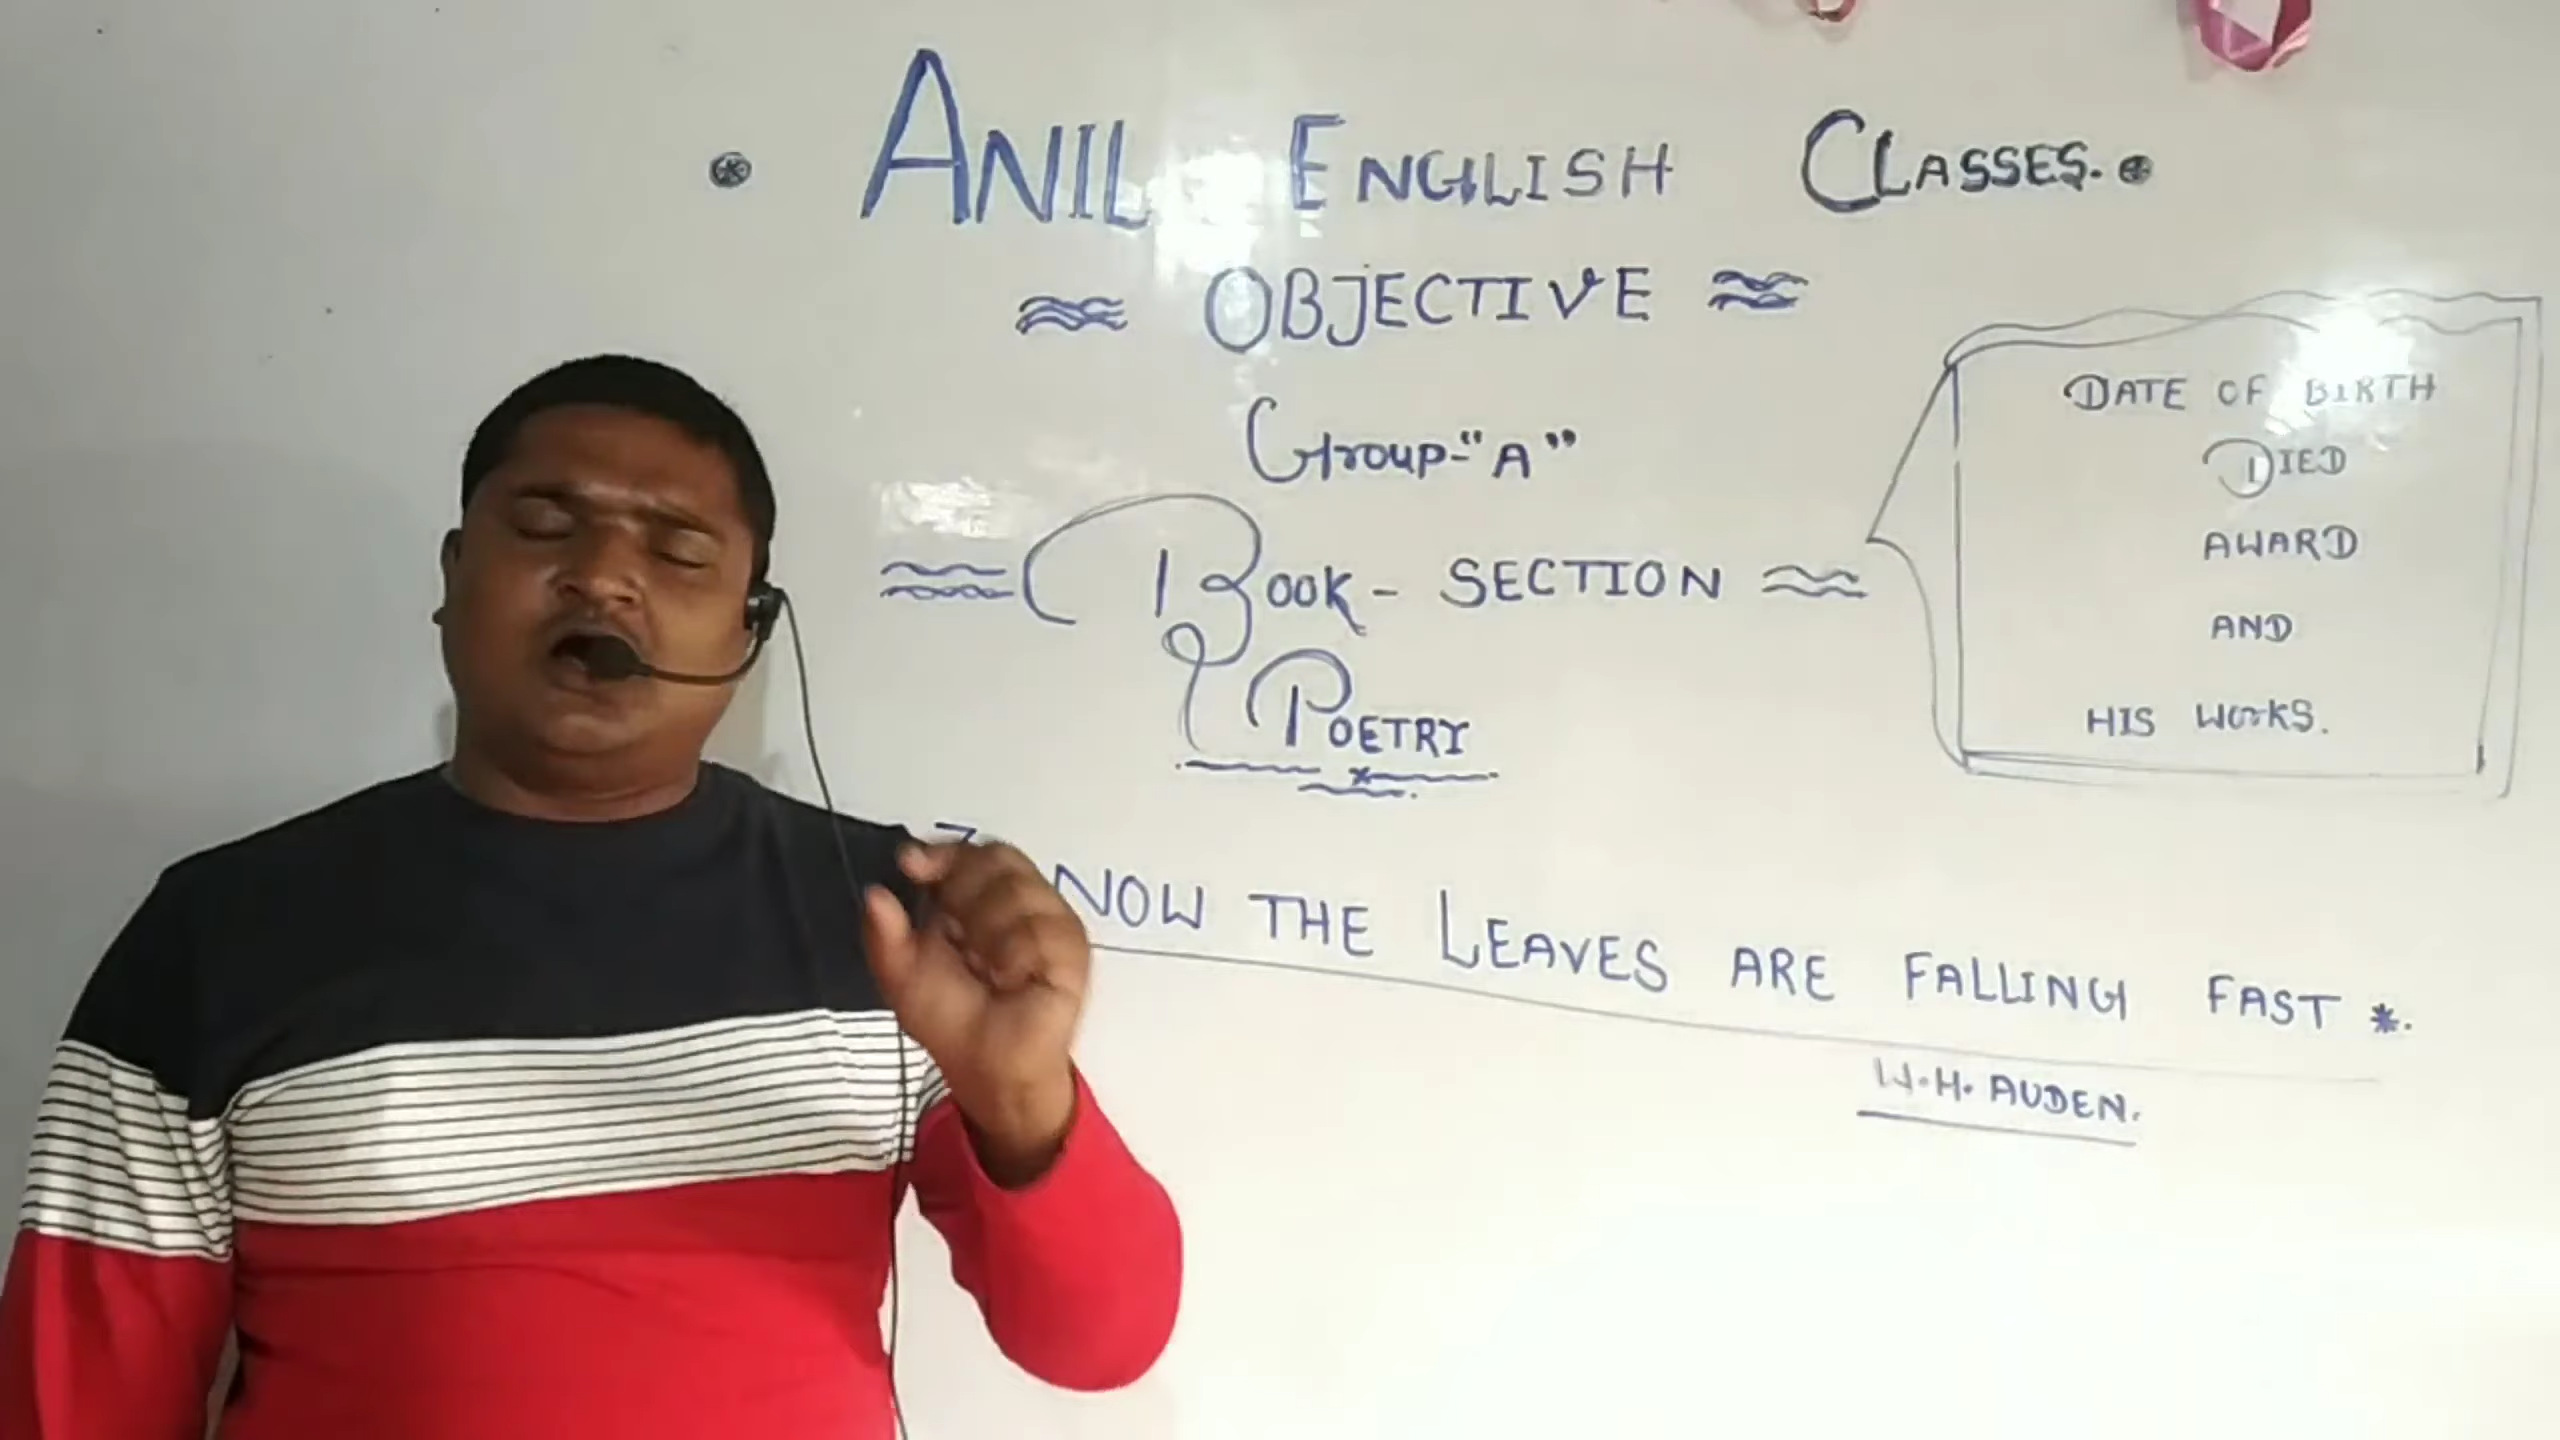 ANIL ENGLISH CLASSES.
OBJECTIVE
Group-"A"
BOOK - SECTION
POETRY
DATE OF BIRTH
DIED
AWARD
AND
HIS WORKS.
7
NOW THE LEAVES ARE FALLING FAST *.
W.H. AUDEN.